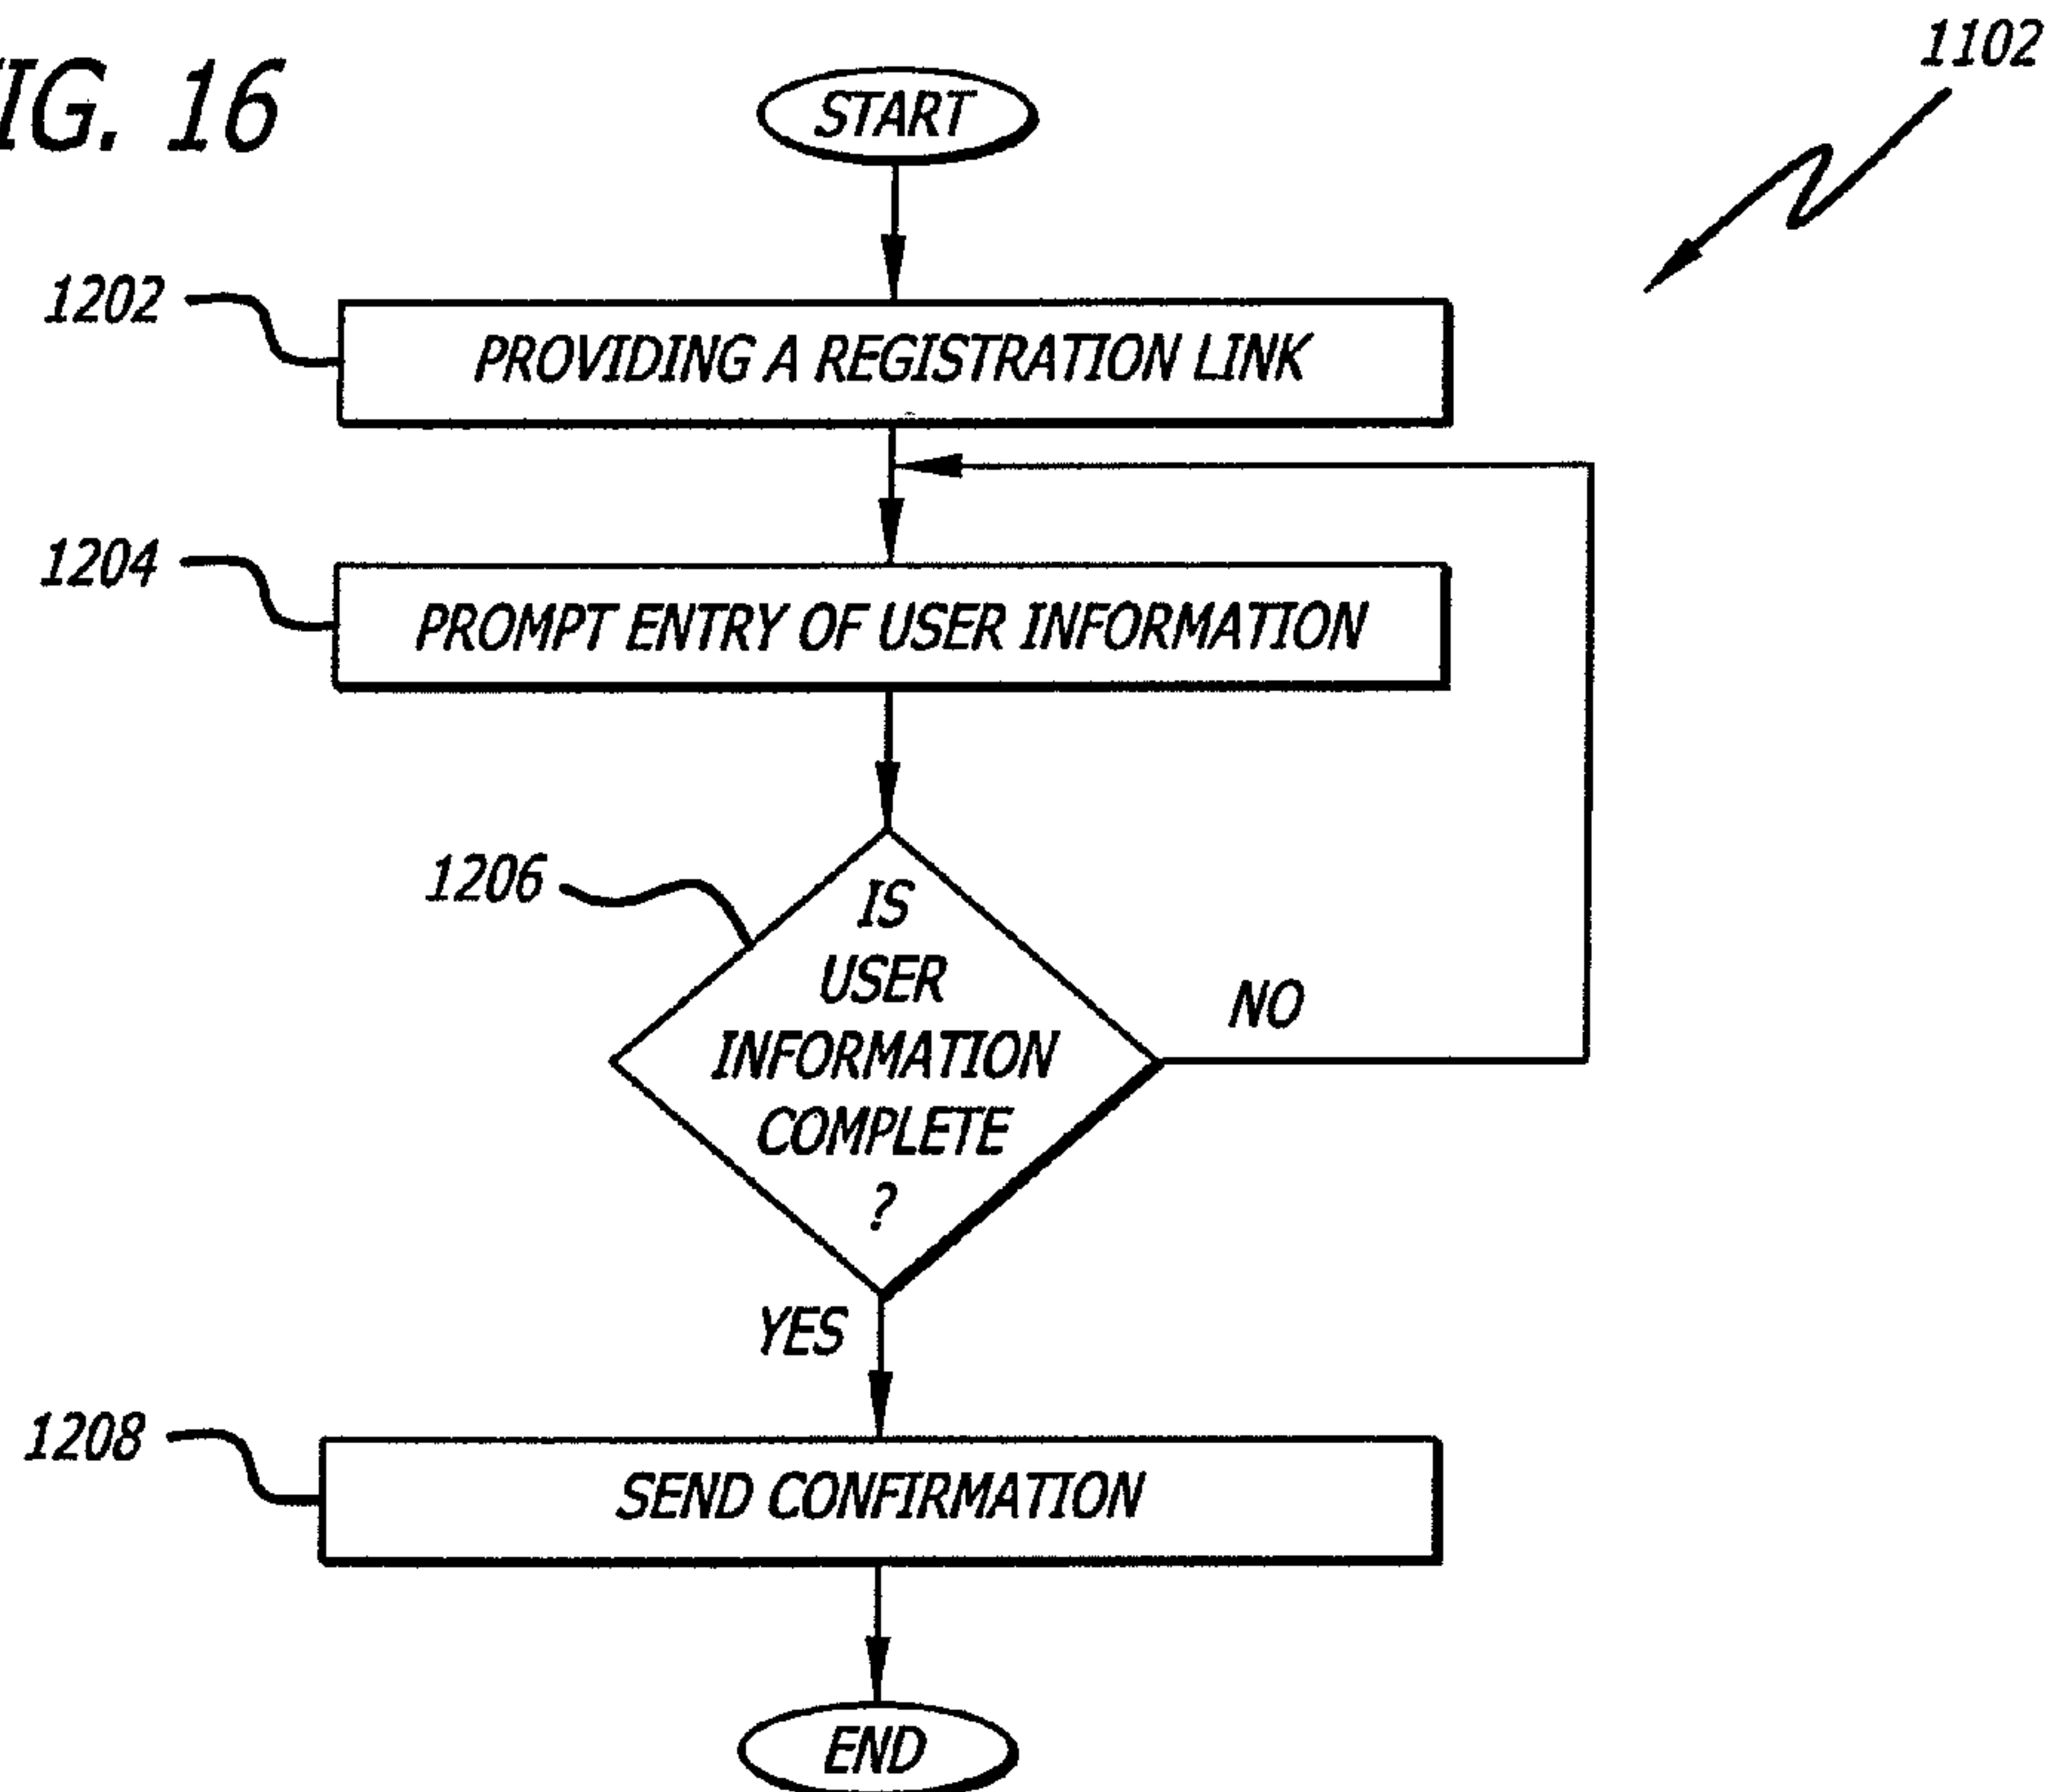 IG. 16
1102
START
1202
PROVIDING A REGISTRATION LINK
1204
PROMPT ENTRY OF USER INFORMATION
1206
IS
USER
INFORMATION
COMPLETE
?
NO
YES
1208
SEND CONFIRMATION
END